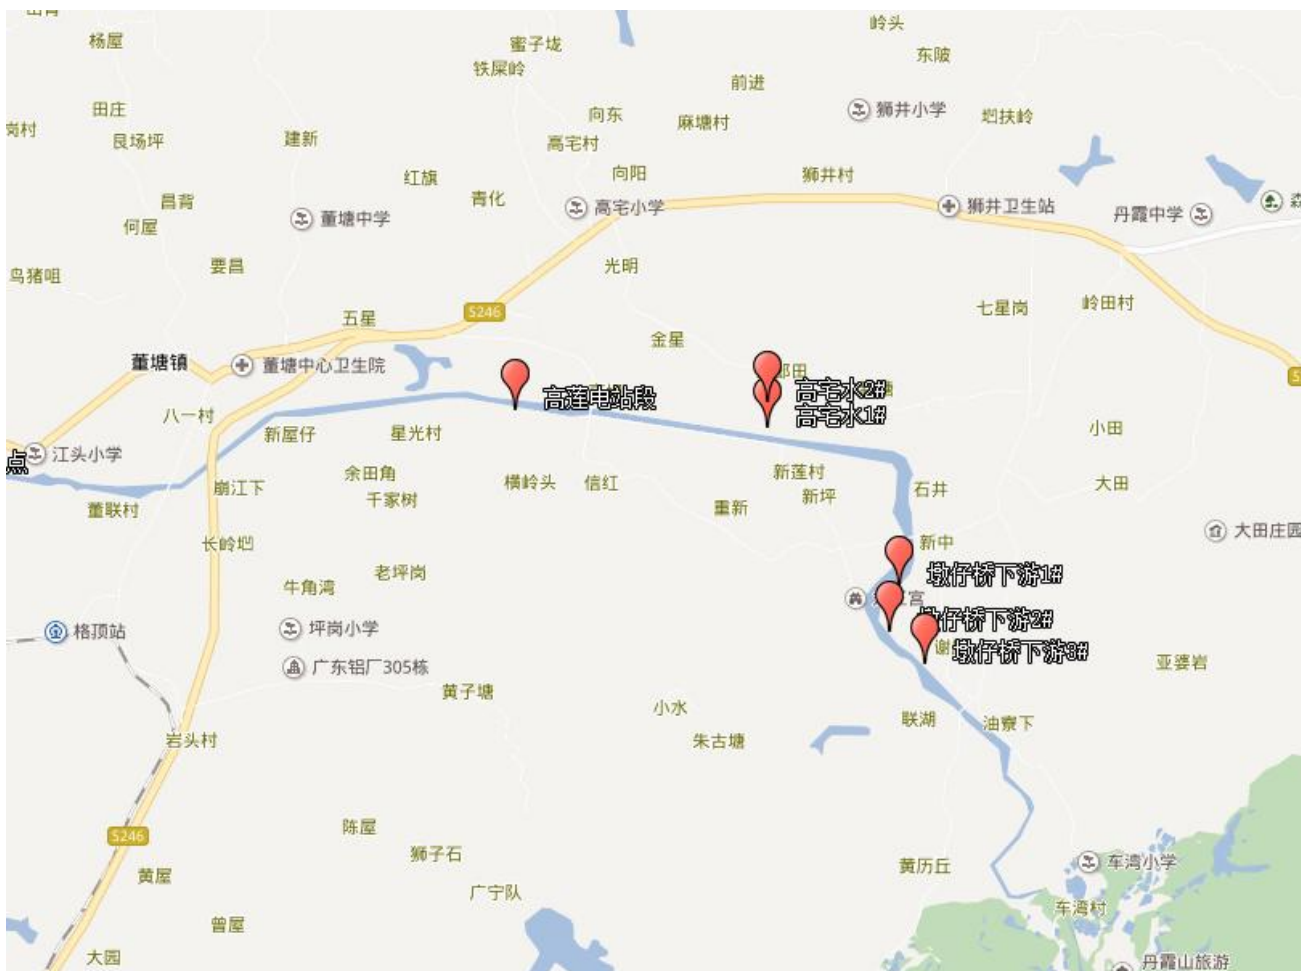 岭头
杨屋
蜜子垅
东陂
铁屎岭
前进
田庄
向东
狮井小学
岗村
麻塘村
艮场坪
建新
高宅村
红旗
向阳
狮井村
昌背
青化
高宅小学
狮井卫生站
董塘中学
丹霞中学
何屋
要昌
光明
鸟猪咀
七星岗
岭田村
五星
S246
金星
董塘镇
董塘中心卫生院
高宅水2#
高莲电站段
高宅水1#
八一村
新屋仔
星光村
小田
江头小学
点
余田角
横岭头
信红
新莲村
崩江下
千家树
新坪
石井
大田
董联村
重新
大田庄园
长岭坳
新中
老坪岗
墩仔桥下游1#
牛角湾
格顶站
坪岗小学
墩仔桥下游2#
墩仔桥下游3#
广东铝厂305栋
亚婆岩
黄子塘
小水
联湖
油寮下
岩头村
朱古塘
S246
陈屋
狮子石
黄屋
黄历丘
车湾小学
广宁队
车湾村
曾屋
大园
丹霞山旅游